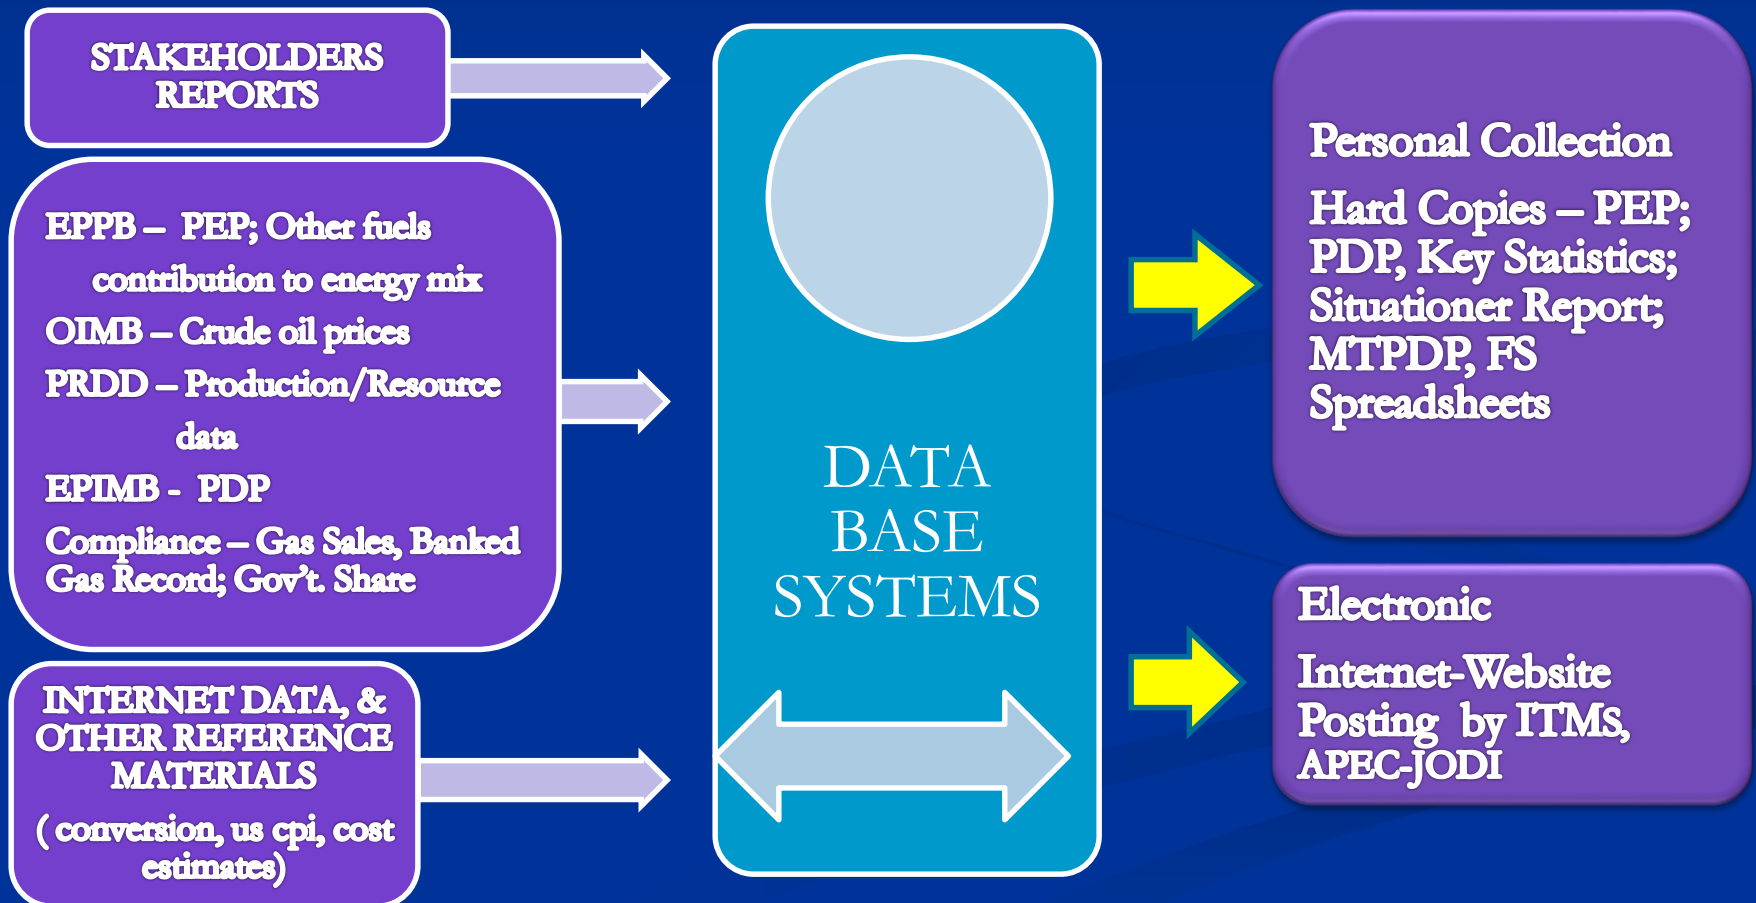 STAKEHOLDERS
REPORTS
EPPB – PEP; Other fuels
contribution to energy mix
OIMB – Crude oil prices
PRDD – Production/Resource
data
EPIMB - PDP
Compliance – Gas Sales, Banked
Gas Record; Gov't. Share
INTERNET DATA, &
OTHER REFERENCE
MATERIALS
( conversion, us cpi, cost
estimates)
DATA
BASE
SYSTEMS
Personal Collection
Hard Copies – PEP;
PDP, Key Statistics;
Situationer Report;
MTPDP, FS
Spreadsheets
Electronic
Internet-Website
Posting by ITMS,
APEC-JODI